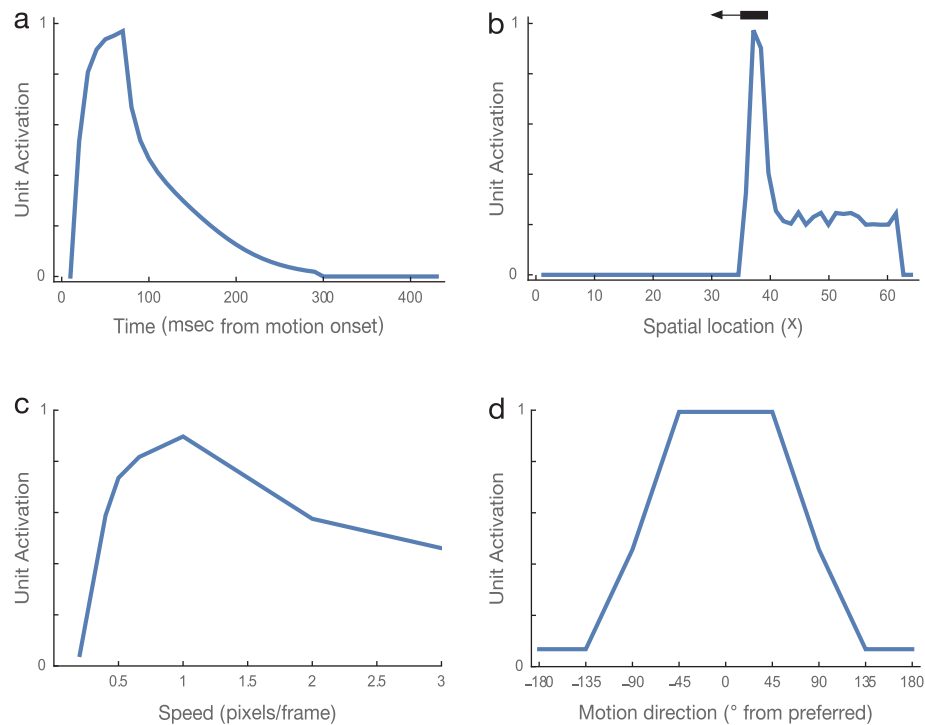 a
1
Unit Activation
0
0 100 200 300 400
Time (msec from motion onset)
b
1
Unit Activation
0
0 10 20 30 40 50 60
Spatial location (x)
c
1
Unit Activation
0
0.5 1 1.5 2 2.5 3
Speed (pixels/frame)
d
1
Unit Activation
0
−180 −135 −90 −45 0 45 90 135 180
Motion direction (° from preferred)